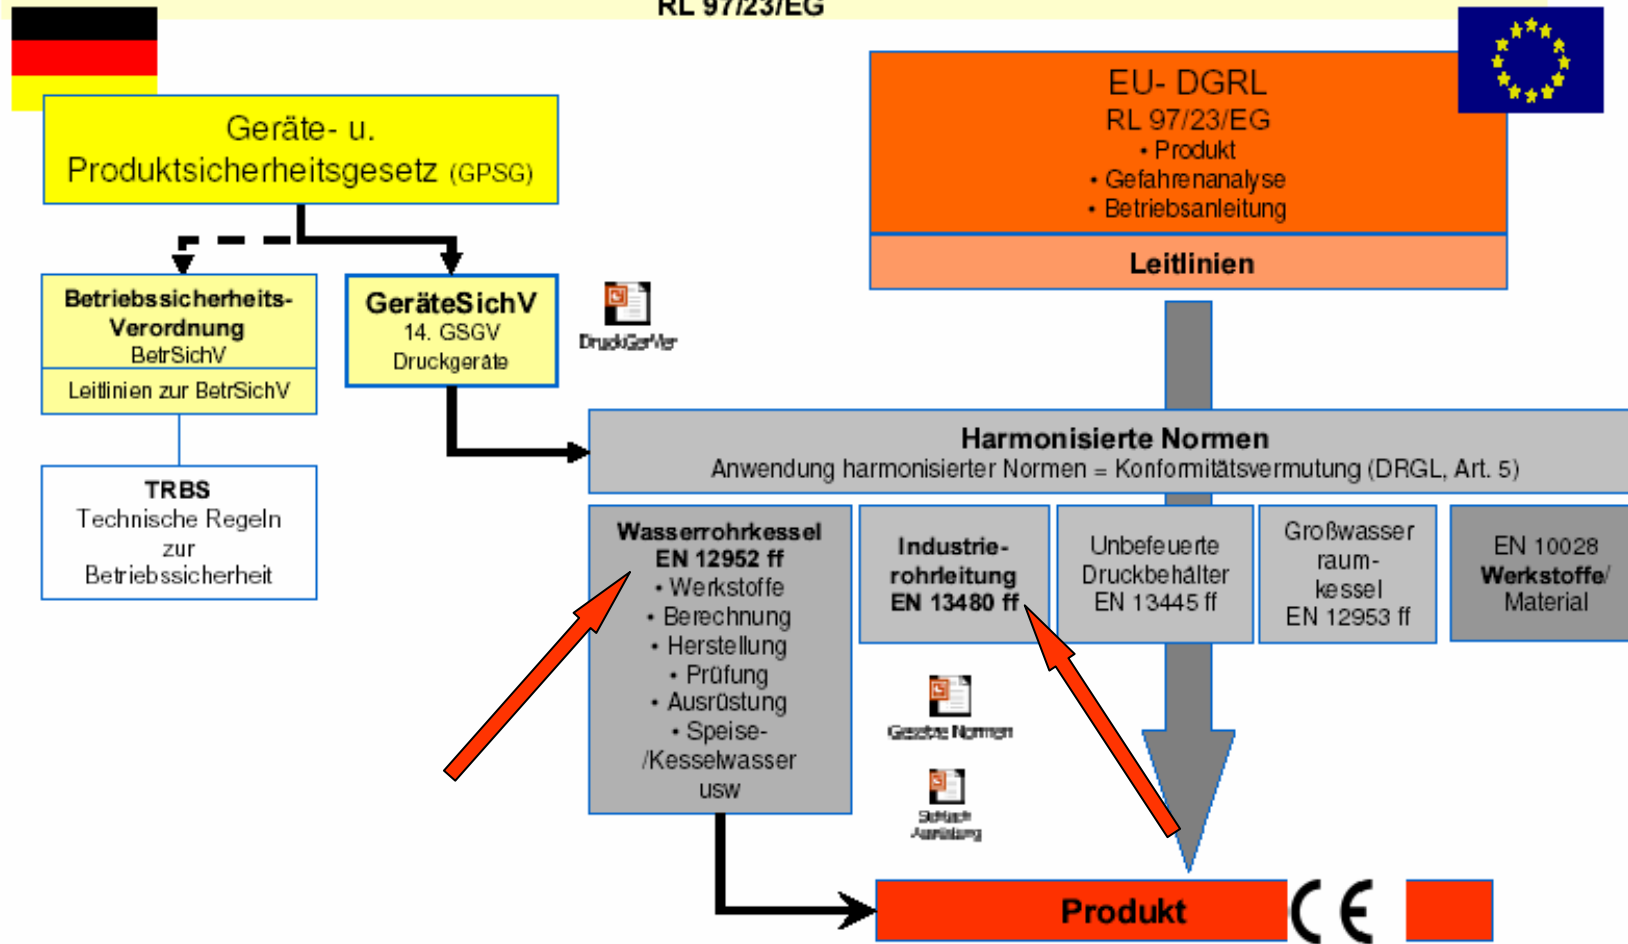 RL 97/23/EG
Geräte- u.
Produktsicherheitsgesetz (GPSG)
EU- DGRL
RL 97/23/EG
• Produkt
• Gefahrenanalyse
• Betriebsanleitung
Leitlinien
Betriebssicherheits-
Verordnung
BetrSichV
Leitlinien zur BetrSichV
GeräteSichV
14. GSGV
Druckgeräte
DruckGerVer
TRBS
Technische Regeln
zur
Betriebssicherheit
Harmonisierte Normen
Anwendung harmonisierter Normen = Konformitätsvermutung (DRGL, Art. 5)
Wasserrohrkessel
EN 12952 ff
• Werkstoffe
• Berechnung
• Herstellung
• Prüfung
• Ausrüstung
• Speise-
/Kesselwasser
usw
Industrie-
rohrleitung
EN 13480 ff
Unbefeuerte
Druckbehälter
EN 13445 ff
Großwasser
raum-
kessel
EN 12953 ff
EN 10028
Werkstoffe/
Material
Gesetze Normen
Produkt
CE